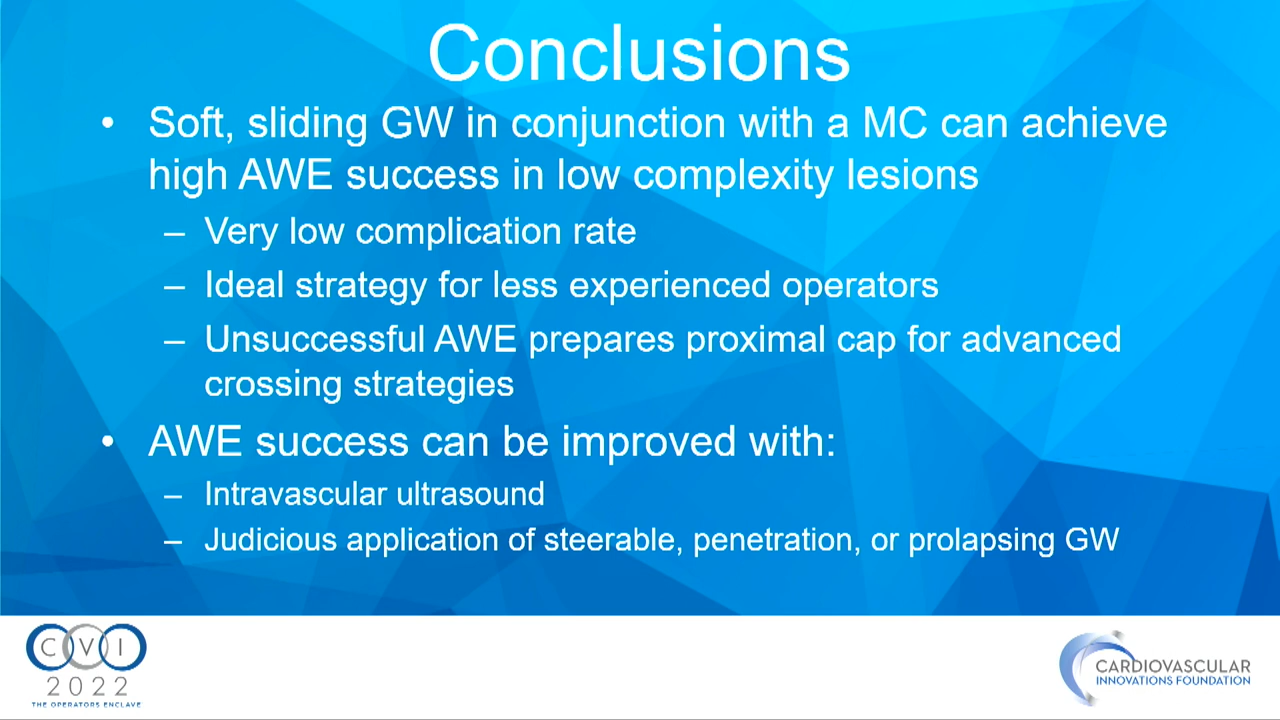 Conclusions
• Soft, sliding GW in conjunction with a MC can achieve
high AWE success in low complexity lesions
– Very low complication rate
– Ideal strategy for less experienced operators
– Unsuccessful AWE prepares proximal cap for advanced
crossing strategies
• AWE success can be improved with:
– Intravascular ultrasound
– Judicious application of steerable, penetration, or prolapsing GW
CVI
2022
THE OPERATORS ENCLAVE
CARDIOVASCULAR
INNOVATIONS FOUNDATION